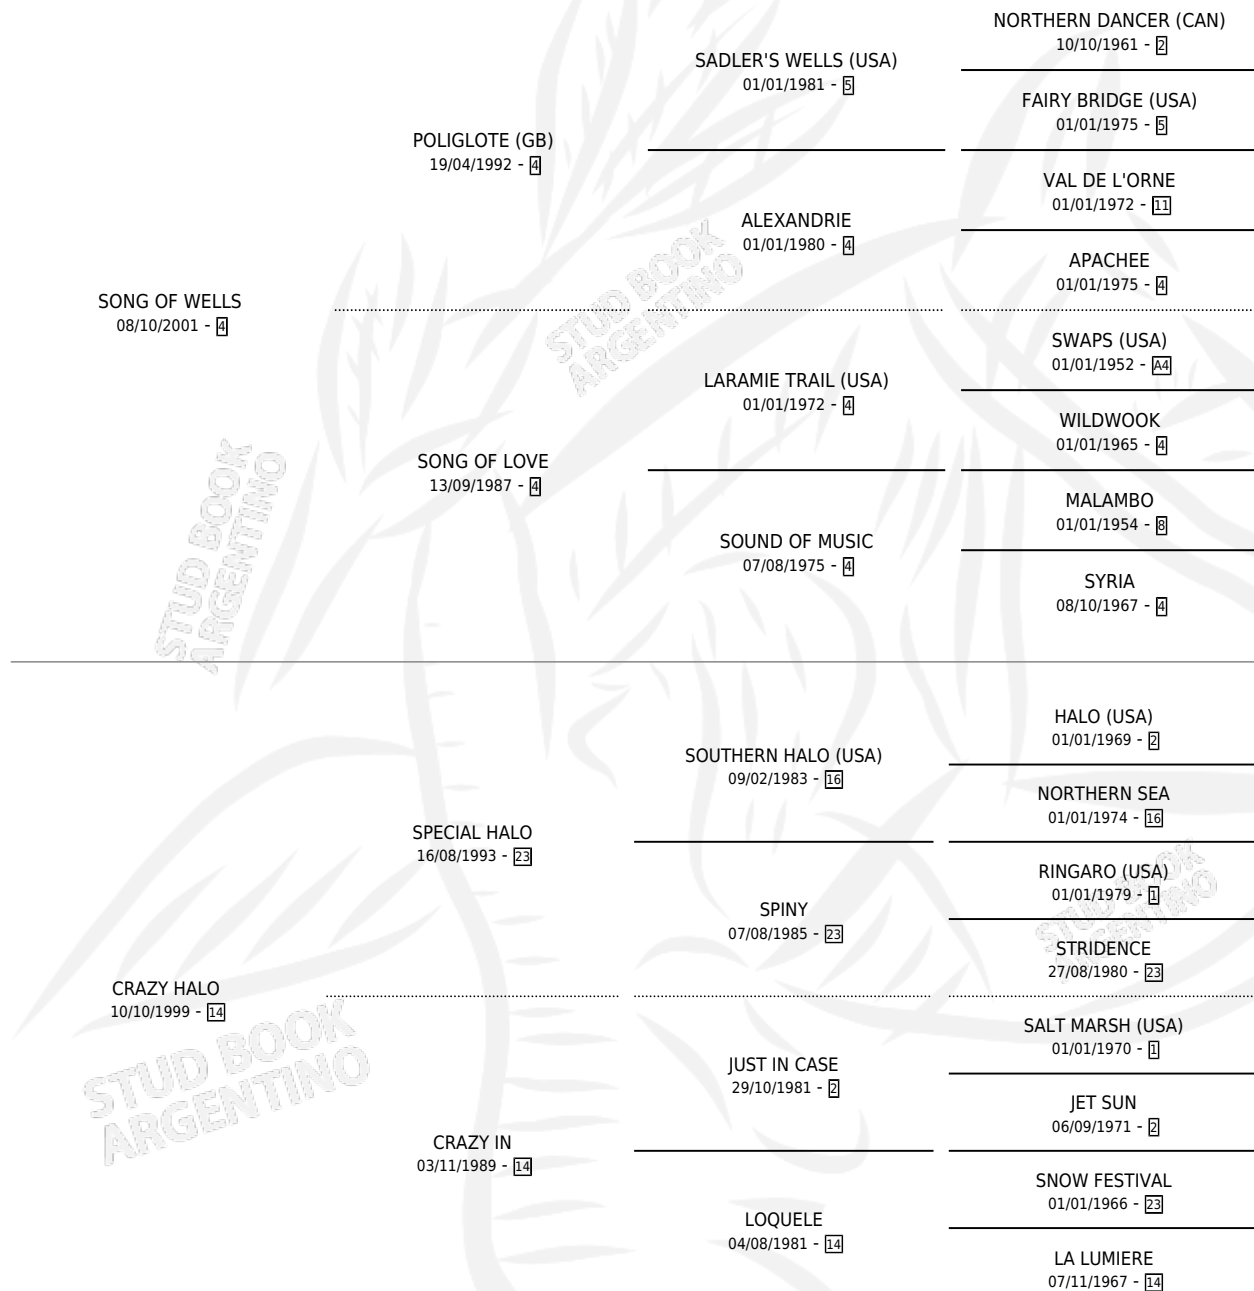 NORTHERN DANCER (CAN)
10/10/1961 - 2
SADLER'S WELLS (USA)
01/01/1981 - 5
FAIRY BRIDGE (USA)
01/01/1975 - 5
POLIGLOTE (GB)
19/04/1992 - 4
VAL DE L'ORNE
01/01/1972 - 11
ALEXANDRIE
01/01/1980 - 4
APACHEE
01/01/1975 - 4
SONG OF WELLS
08/10/2001 - 4
STUD BOOK
ARGENTINO
SWAPS (USA)
01/01/1952 - A4
LARAMIE TRAIL (USA)
01/01/1972 - 4
WILDWOOK
01/01/1965 - 4
SONG OF LOVE
13/09/1987 - 4
MALAMBO
01/01/1954 - 8
SOUND OF MUSIC
07/08/1975 - 4
SYRIA
08/10/1967 - 4
STUD BOOK
ARGENTINO
HALO (USA)
01/01/1969 - 2
SOUTHERN HALO (USA)
09/02/1983 - 16
NORTHERN SEA
01/01/1974 - 16
SPECIAL HALO
16/08/1993 - 23
RINGARO (USA)
01/01/1979 - 1
SPINY
07/08/1985 - 23
STRIDENCE
27/08/1980 - 23
STUD BOOK
ARGENTINO
CRAZY HALO
10/10/1999 - 14
SALT MARSH (USA)
01/01/1970 - 1
JUST IN CASE
29/10/1981 - 2
JET SUN
06/09/1971 - 2
STUD BOOK
ARGENTINO
CRAZY IN
03/11/1989 - 14
SNOW FESTIVAL
01/01/1966 - 23
LOQUELE
04/08/1981 - 14
LA LUMIERE
07/11/1967 - 14